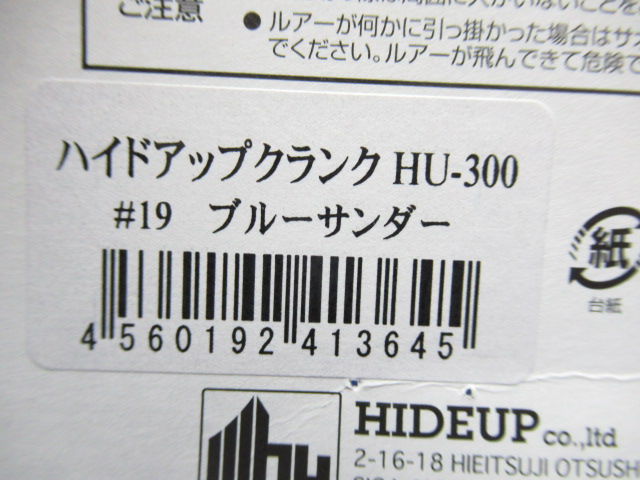 ご注意
●ルアーが何かに引っ掛かった場合はサオ
でください。ルアーが飛んできて危険で
ハイドアップクランク HU-300
#19 ブルーサンダー
4 560192 413645
紙
台紙
hu
HIDEUP co.,ltd
2-16-18 HIEITSUJI OTSUSHI